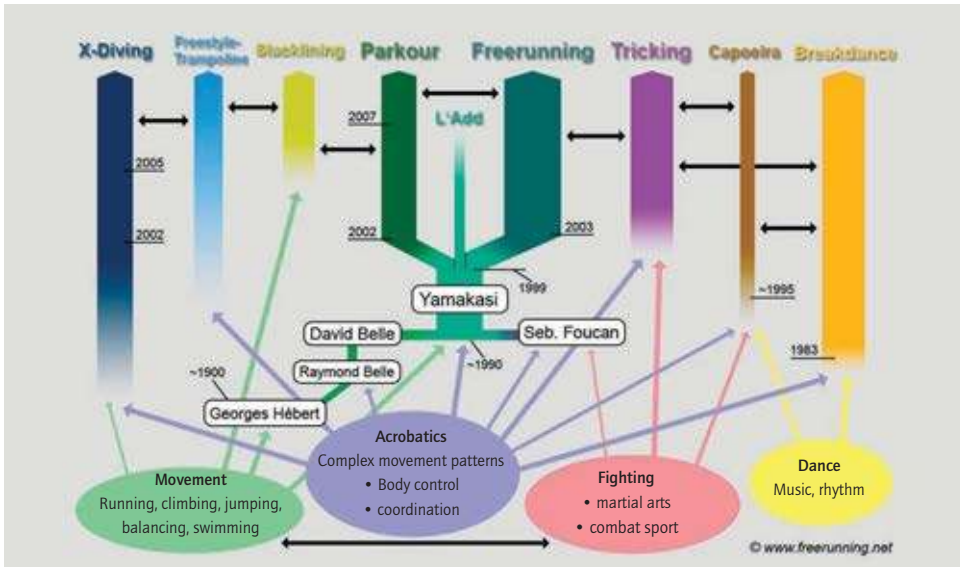 X-Diving
Freestyle-
Trampoline
Slacklining
Parkour
Freerunning
Tricking
Capoeira
Breakdance
2007
L'Add
2005
2002
2002
2003
1999
Yamakasi
~1995
David Belle
Seb. Foucan
~1990
1983
~1900
Raymond Belle
Georges Hébert
Acrobatics
Complex movement patterns
• Body control
• coordination
Movement
Running, climbing, jumping,
balancing, swimming
Fighting
• martial arts
• combat sport
Dance
Music, rhythm
© www.freerunning.net